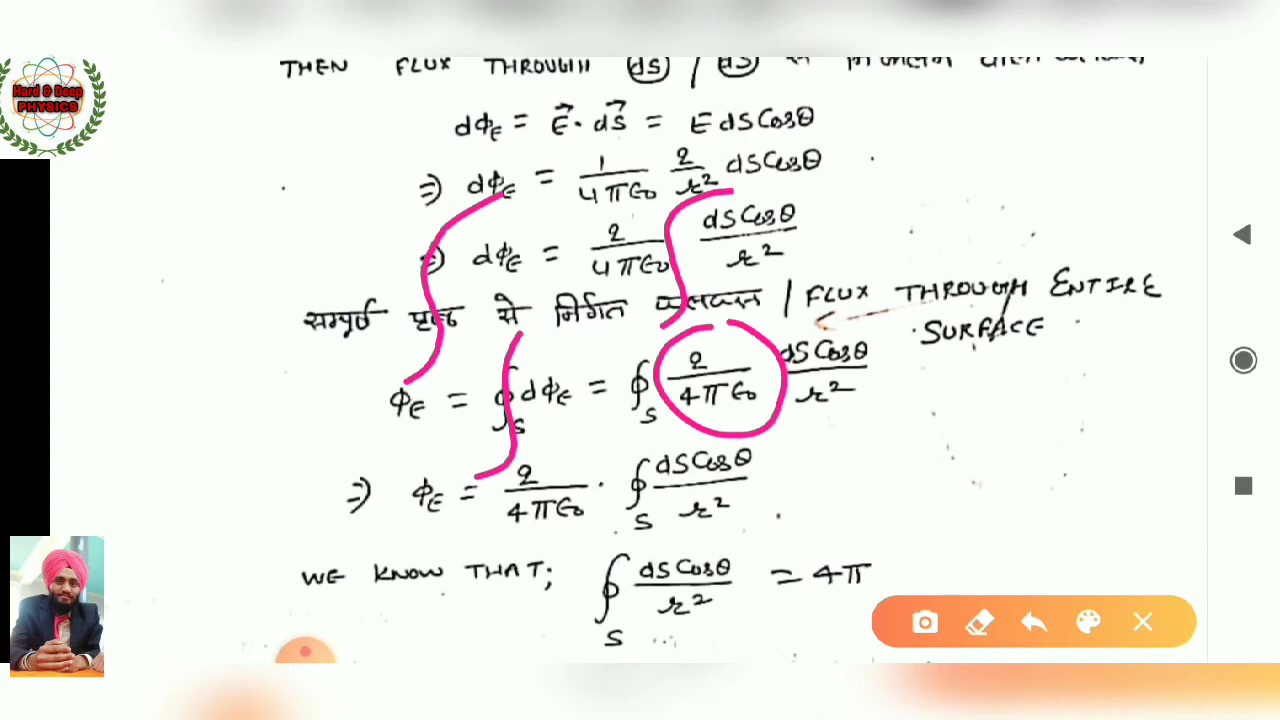 Hard & Deep
PHYSICS
THEN FLUX THROUGH dS / dS से
dΦE = E⃗ · dS⃗ = E dS Cosθ
⇒ dΦE = 1/4πε₀ q/r² dS Cosθ
⇒ dΦE = q/4πε₀ dS Cosθ/r²
सम्पूर्ण पृष्ठ से निर्गत / FLUX THROUGH ENTIRE
SURFACE
ΦE = ∮S dΦE = ∮S q/4πε₀ dS Cosθ/r²
⇒ ΦE = q/4πε₀ · ∮S dS Cosθ/r²
WE KNOW THAT; ∮S dS Cosθ/r² = 4π